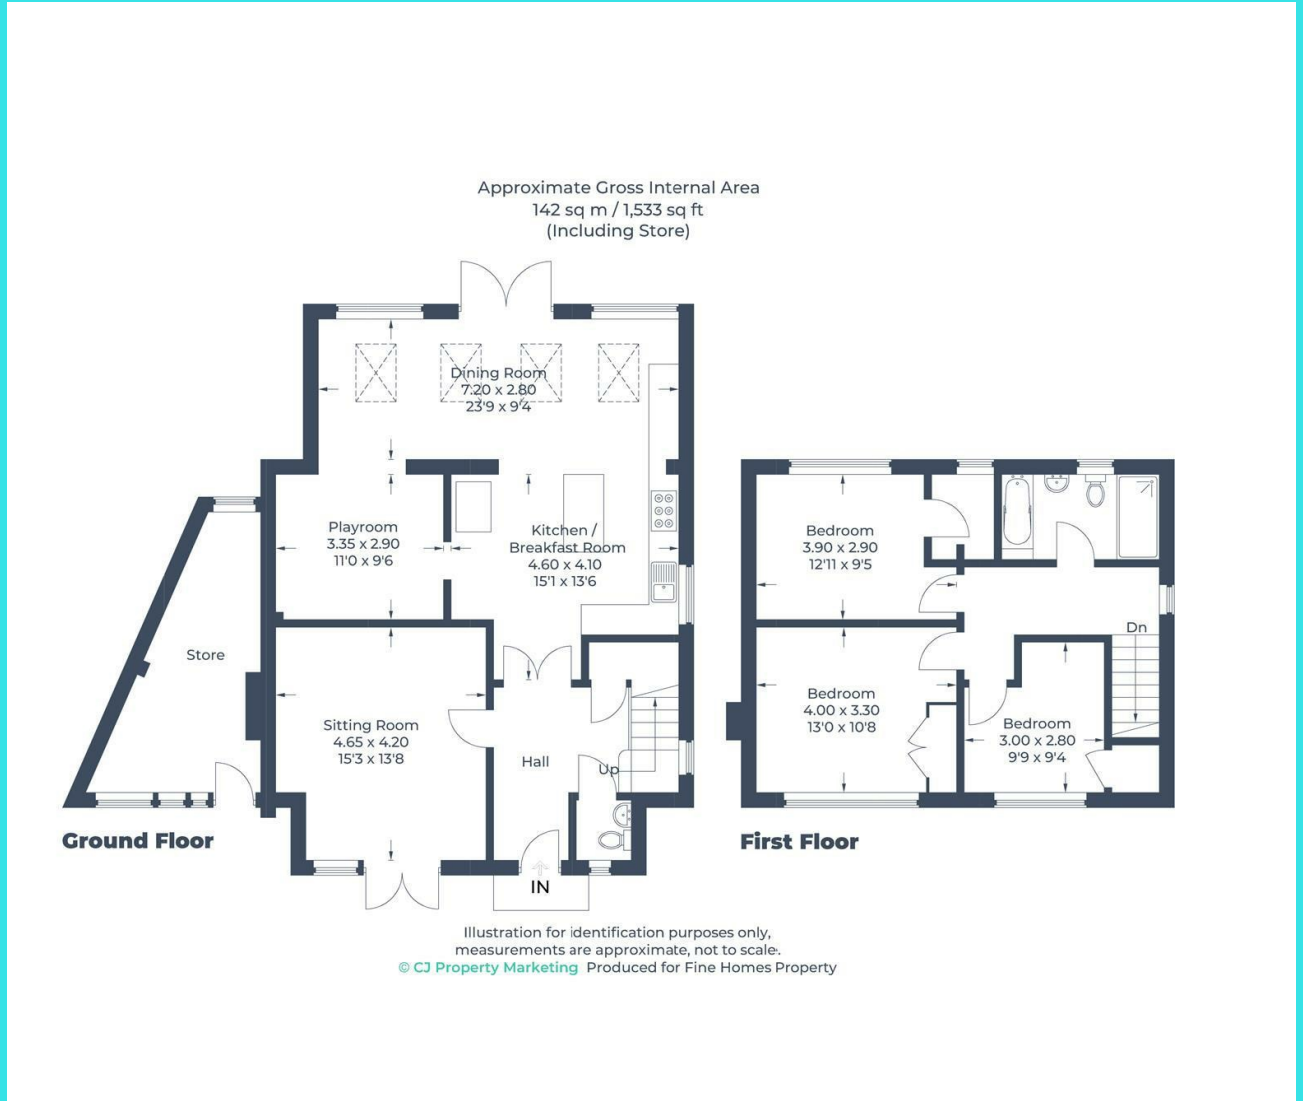 Approximate Gross Internal Area
142 sq m / 1,533 sq ft
(Including Store)
Dining Room
7.20 x 2.80
23'9 x 9'4
Playroom
3.35 x 2.90
11'0 x 9'6
Kitchen /
Breakfast Room
4.60 x 4.10
15'1 x 13'6
Store
Sitting Room
4.65 x 4.20
15'3 x 13'8
Hall
Up
IN
Ground Floor
Bedroom
3.90 x 2.90
12'11 x 9'5
Dn
Bedroom
4.00 x 3.30
13'0 x 10'8
Bedroom
3.00 x 2.80
9'9 x 9'4
First Floor
Illustration for identification purposes only,
measurements are approximate, not to scale.
© CJ Property Marketing Produced for Fine Homes Property